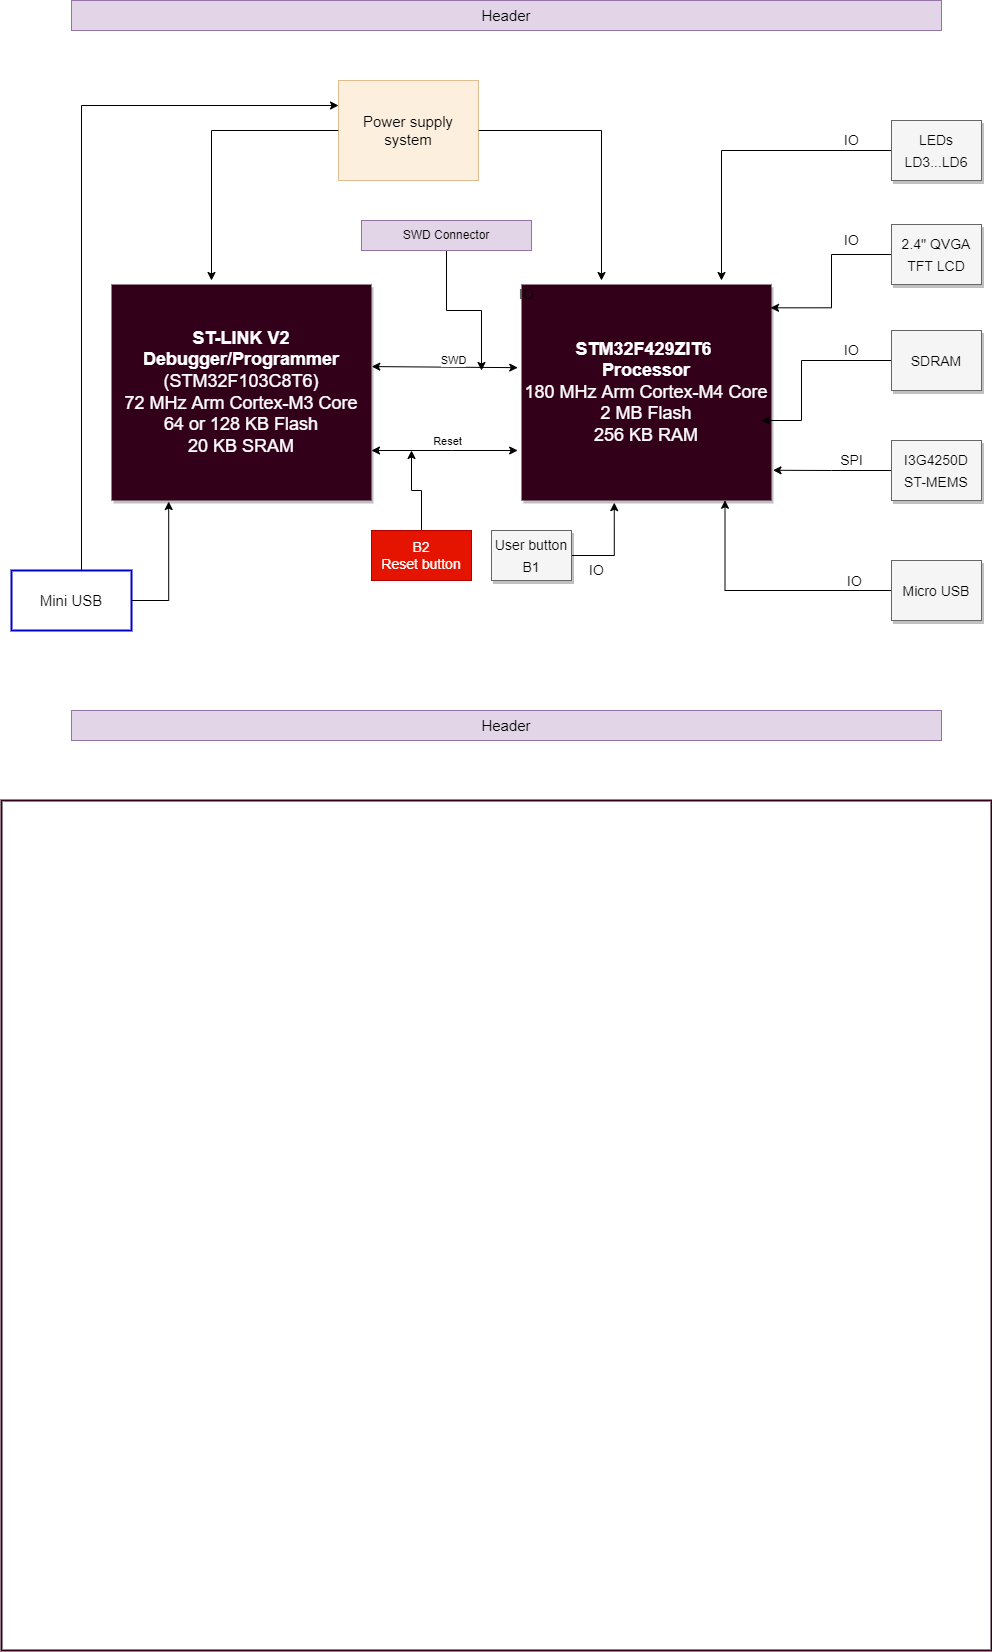 Header
Power supply
system
IO
LEDs
LD3...LD6
SWD Connector
IO
2.4" QVGA
TFT LCD
IO
ST-LINK V2
Debugger/Programmer
(STM32F103C8T6)
72 MHz Arm Cortex-M3 Core
64 or 128 KB Flash
20 KB SRAM
SWD
Reset
STM32F429ZIT6
Processor
180 MHz Arm Cortex-M4 Core
2 MB Flash
256 KB RAM
IO
SDRAM
SPI
I3G4250D
ST-MEMS
B2
Reset button
User button
B1
IO
IO
Micro USB
Mini USB
Header